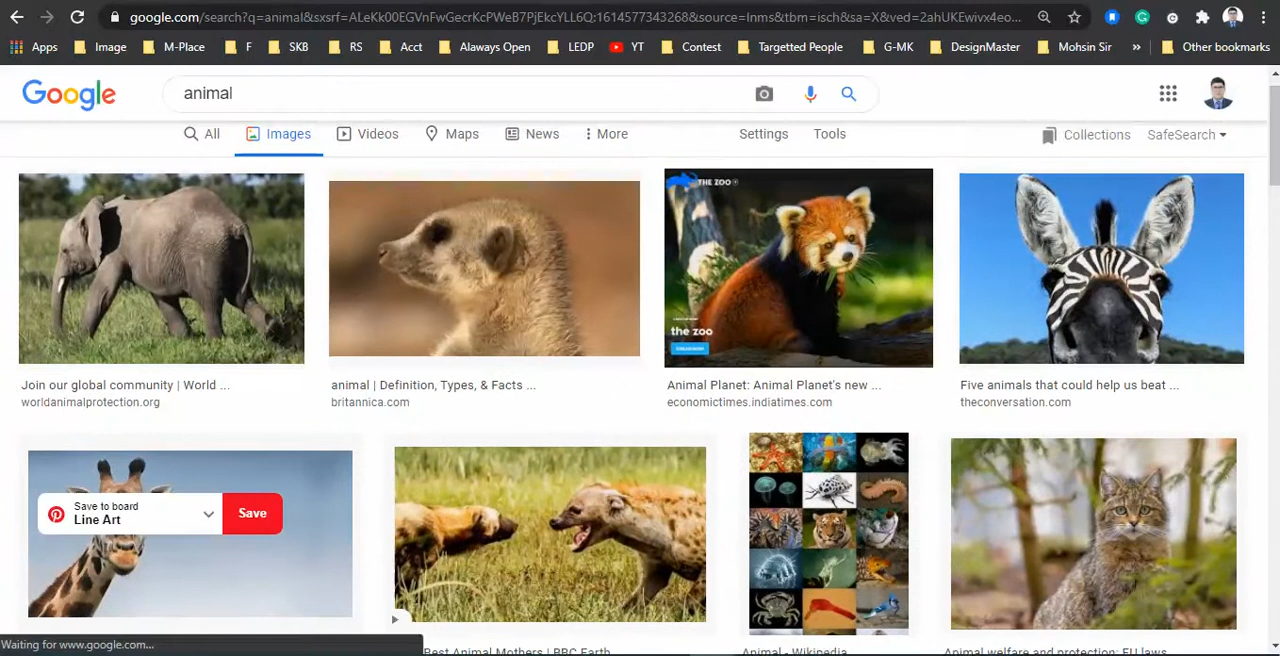 google.com/search?q=animal&sxsrf=ALeKk00EGVnFwGecrKcPWeB7PjEkcYLL6Q:1614577343268&source=lnms&tbm=isch&sa=X&ved=2ahUKEwivx4eo...
Apps Image M-Place F SKB RS Acct Alaways Open LEDP YT Content Targetted People G-MK DesignMaster Mohsin Sir » Other bookmarks
Google animal
All Images Videos Maps News More Settings Tools Collections SafeSearch
THE ZOO
the zoo
Join our global community | World ...
worldanimalprotection.org
animal | Definition, Types, & Facts ...
britannica.com
Animal Planet: Animal Planet's new ...
economictimes.indiatimes.com
Five animals that could help us beat ...
theconversation.com
Save to board
Line Art
Save
Waiting for www.google.com...
Best Animal Mothers | BBC Earth
Animal - Wikipedia
Animal welfare and protection: EU laws